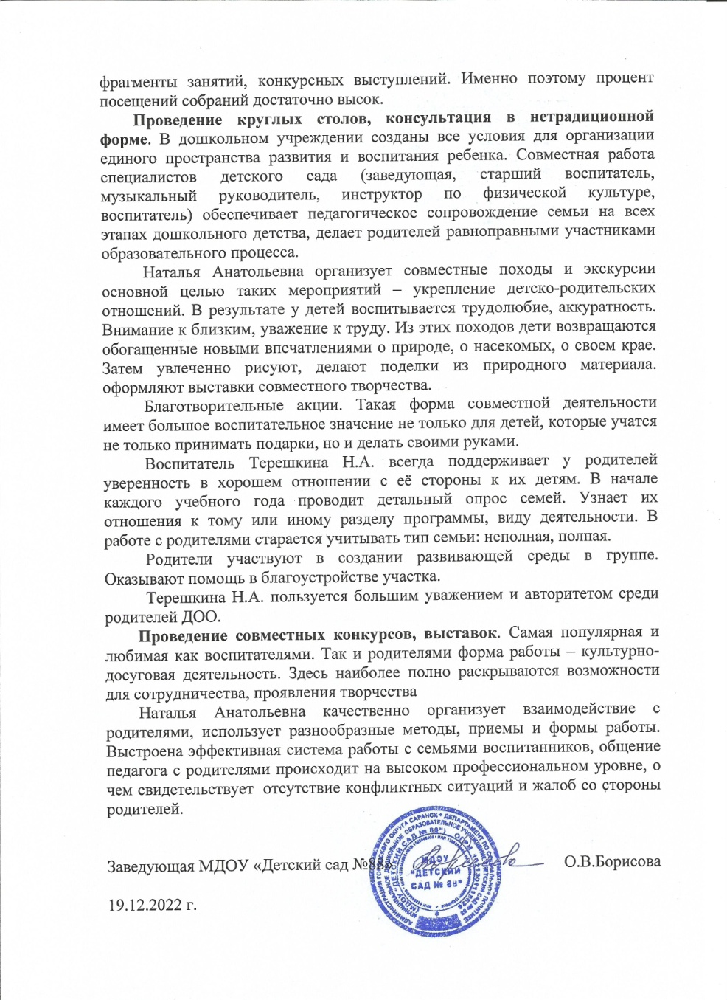 фрагменты занятий, конкурсных выступлений. Именно поэтому процент
посещений собраний достаточно высок.
Проведение круглых столов, консультация в нетрадиционной
форме. В дошкольном учреждении созданы все условия для организации
единого пространства развития и воспитания ребенка. Совместная работа
специалистов детского сада (заведующая, старший воспитатель,
музыкальный руководитель, инструктор по физической культуре,
воспитатель) обеспечивает педагогическое сопровождение семьи на всех
этапах дошкольного детства, делает родителей равноправными участниками
образовательного процесса.
Наталья Анатольевна организует совместные походы и экскурсии
основной целью таких мероприятий – укрепление детско-родительских
отношений. В результате у детей воспитывается трудолюбие, аккуратность.
Внимание к близким, уважение к труду. Из этих походов дети возвращаются
обогащенные новыми впечатлениями о природе, о насекомых, о своем крае.
Затем увлеченно рисуют, делают поделки из природного материала.
оформляют выставки совместного творчества.
Благотворительные акции. Такая форма совместной деятельности
имеет большое воспитательное значение не только для детей, которые учатся
не только принимать подарки, но и делать своими руками.
Воспитатель Терешкина Н.А. всегда поддерживает у родителей
уверенность в хорошем отношении с её стороны к их детям. В начале
каждого учебного года проводит детальный опрос семей. Узнает их
отношения к тому или иному разделу программы, виду деятельности. В
работе с родителями старается учитывать тип семьи: неполная, полная.
Родители участвуют в создании развивающей среды в группе.
Оказывают помощь в благоустройстве участка.
Терешкина Н.А. пользуется большим уважением и авторитетом среди
родителей ДОО.
Проведение совместных конкурсов, выставок. Самая популярная и
любимая как воспитателями. Так и родителями форма работы – культурно-
досуговая деятельность. Здесь наиболее полно раскрываются возможности
для сотрудничества, проявления творчества
Наталья Анатольевна качественно организует взаимодействие с
родителями, использует разнообразные методы, приемы и формы работы.
Выстроена эффективная система работы с семьями воспитанников, общение
педагога с родителями происходит на высоком профессиональном уровне, о
чем свидетельствует отсутствие конфликтных ситуаций и жалоб со стороны
родителей.
Заведующая МДОУ «Детский сад №88» О.В.Борисова
МДОУ
"ДЕТСКИЙ
САД № 88"
19.12.2022 г.